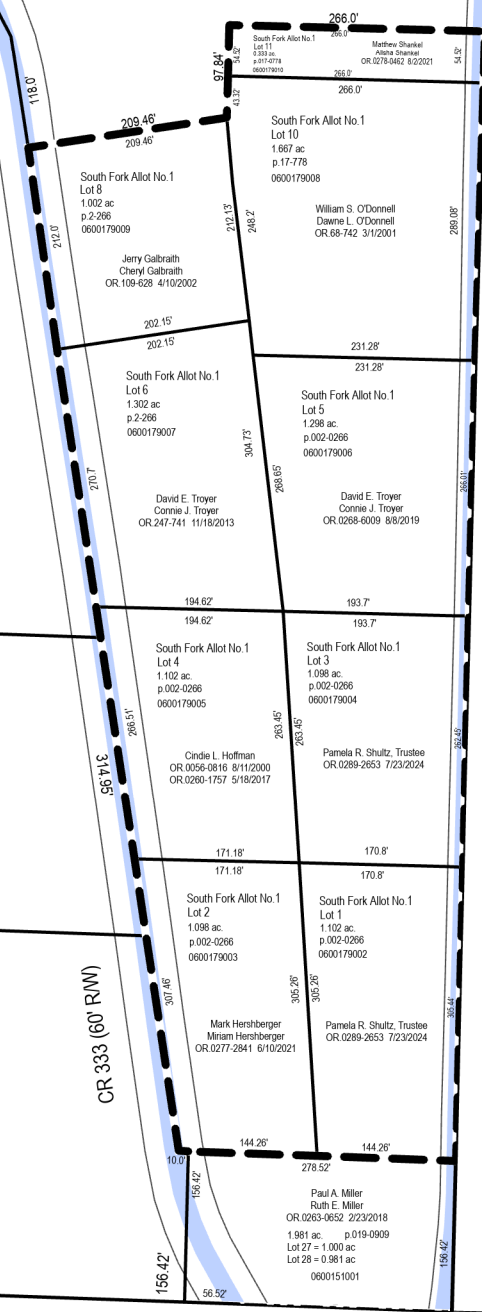 266.0'
266.0'
South Fork Allot No.1
Lot 11
0.333 ac.
p.017-0778
0600179010
Matthew Shankel
Alisha Shankel
OR.0278-0462 8/2/2021
54.52'
54.52'
97.84'
43.32'
266.0'
266.0'
118.0'
209.46'
209.46'
South Fork Allot No.1
Lot 10
1.667 ac
p.17-778
0600179008
William S. O'Donnell
Dawne L. O'Donnell
OR.68-742 3/1/2001
289.08'
South Fork Allot No.1
Lot 8
1.002 ac
p.2-266
0600179009
Jerry Galbraith
Cheryl Galbraith
OR.109-628 4/10/2002
212.0'
212.13'
248.2'
202.15'
202.15'
231.28'
231.28'
South Fork Allot No.1
Lot 6
1.302 ac
p.2-266
0600179007
David E. Troyer
Connie J. Troyer
OR.247-741 11/18/2013
270.7'
304.73'
268.65'
South Fork Allot No.1
Lot 5
1.298 ac.
p.002-0266
0600179006
David E. Troyer
Connie J. Troyer
OR.0268-6009 8/8/2019
266.01'
194.62'
194.62'
193.7'
193.7'
South Fork Allot No.1
Lot 4
1.102 ac.
p.002-0266
0600179005
Cindie L. Hoffman
OR.0056-0816 8/11/2000
OR.0260-1757 5/18/2017
266.51'
314.95'
263.45'
263.45'
South Fork Allot No.1
Lot 3
1.098 ac.
p.002-0266
0600179004
Pamela R. Shultz, Trustee
OR.0289-2653 7/23/2024
262.45'
171.18'
171.18'
170.8'
170.8'
South Fork Allot No.1
Lot 2
1.098 ac.
p.002-0266
0600179003
Mark Hershberger
Miriam Hershberger
OR.0277-2841 6/10/2021
307.46'
305.26'
305.26'
South Fork Allot No.1
Lot 1
1.102 ac.
p.002-0266
0600179002
Pamela R. Shultz, Trustee
OR.0289-2653 7/23/2024
305.44'
CR 333 (60' R/W)
144.26'
144.26'
10.0'
278.52'
156.42'
156.42'
Paul A. Miller
Ruth E. Miller
OR.0263-0652 2/23/2018
1.981 ac. p.019-0909
Lot 27 = 1.000 ac
Lot 28 = 0.981 ac
0600151001
156.42'
56.52'